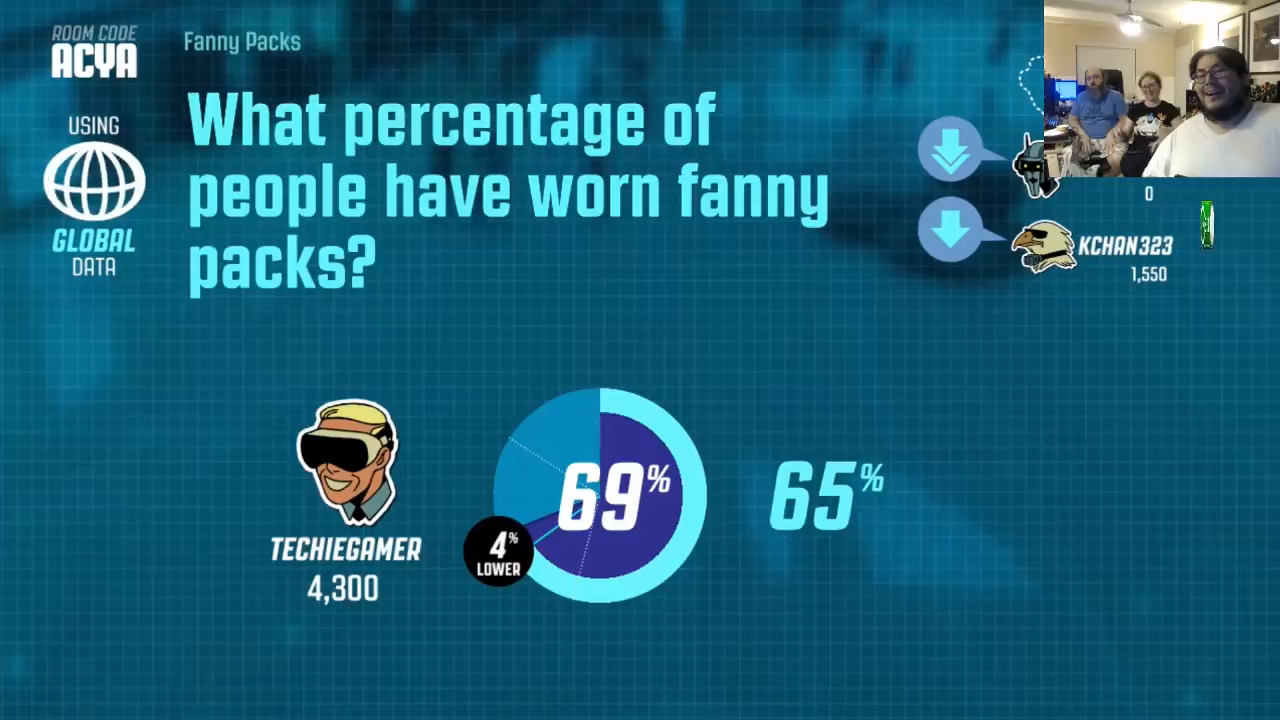 ROOM CODE
ACYA
Fanny Packs
USING
GLOBAL
DATA
What percentage of
people have worn fanny
packs?
0
KCHAN323
1,550
TECHIEGAMER
4,300
69%
4%
LOWER
65%